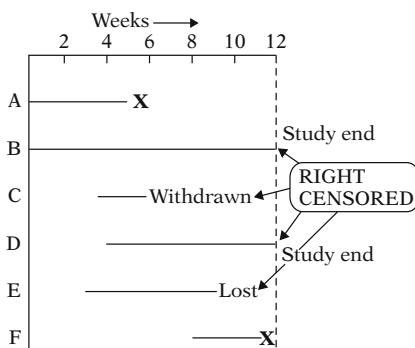 Weeks
2 4 6 8 10 12
A X
B
Study end
C Withdrawn
RIGHT
CENSORED
D
Study end
E Lost
F X